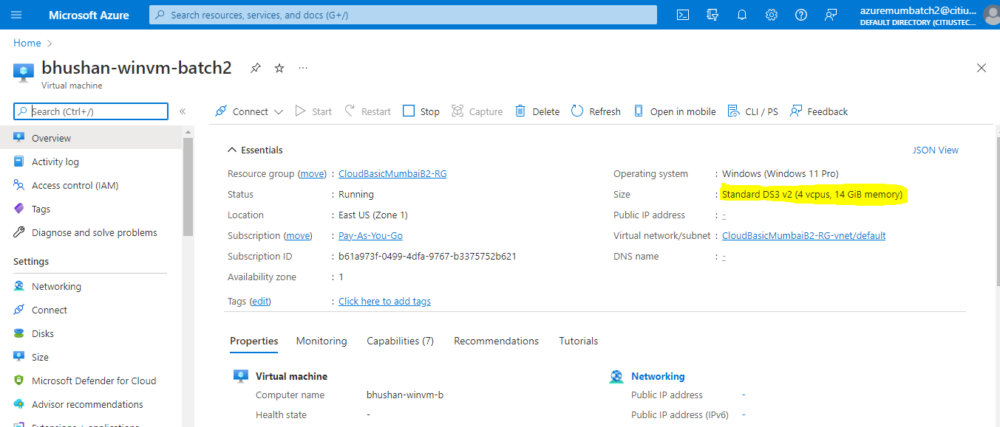 Microsoft Azure
Search resources, services, and docs (G+/)
azuremumbatch2@citiu...
DEFAULT DIRECTORY (CITIUSTEC...
Home
bhushan-winvm-batch2
Virtual machine
Search (Ctrl+/)
Connect Start Restart Stop Capture Delete Refresh Open in mobile CLI / PS Feedback
Overview
Activity log
Access control (IAM)
Tags
Diagnose and solve problems
Settings
Networking
Connect
Disks
Size
Microsoft Defender for Cloud
Advisor recommendations
Extensions + applications
Essentials
JSON View
Resource group (move) : CloudBasicMumbaiB2-RG
Status : Running
Location : East US (Zone 1)
Subscription (move) : Pay-As-You-Go
Subscription ID : b61a973f-0499-4dfa-9767-b3375752b621
Availability zone : 1
Tags (edit) : Click here to add tags
Operating system : Windows (Windows 11 Pro)
Size : Standard DS3 v2 (4 vcpus, 14 GiB memory)
Public IP address : -
Virtual network/subnet : CloudBasicMumbaiB2-RG-vnet/default
DNS name : -
Properties Monitoring Capabilities (7) Recommendations Tutorials
Virtual machine
Computer name bhushan-winvm-b
Health state -
Networking
Public IP address -
Public IP address (IPv6) -